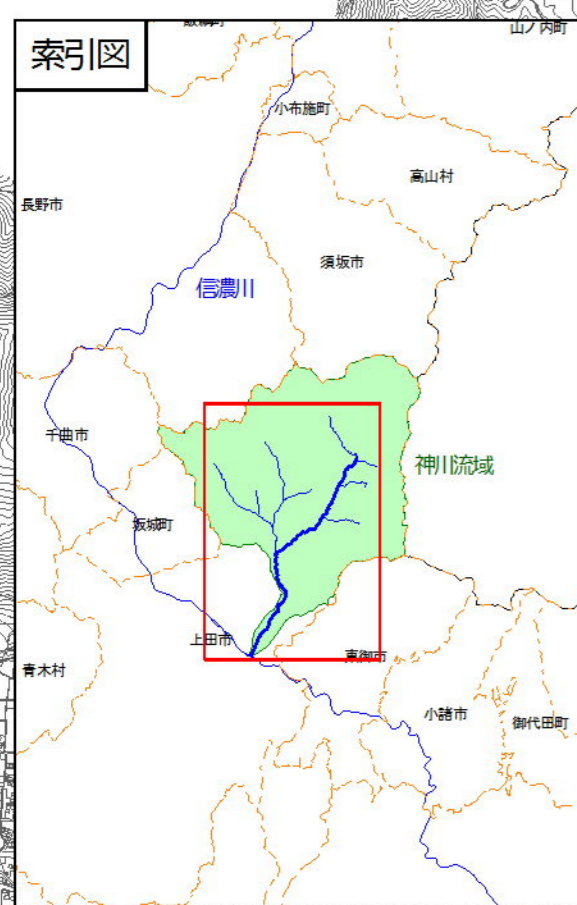 索引図
山ノ内町
小布施町
高山村
長野市
須坂市
信濃川
千曲市
神川流域
坂城町
上田市
東御市
青木村
小諸市
御代田町